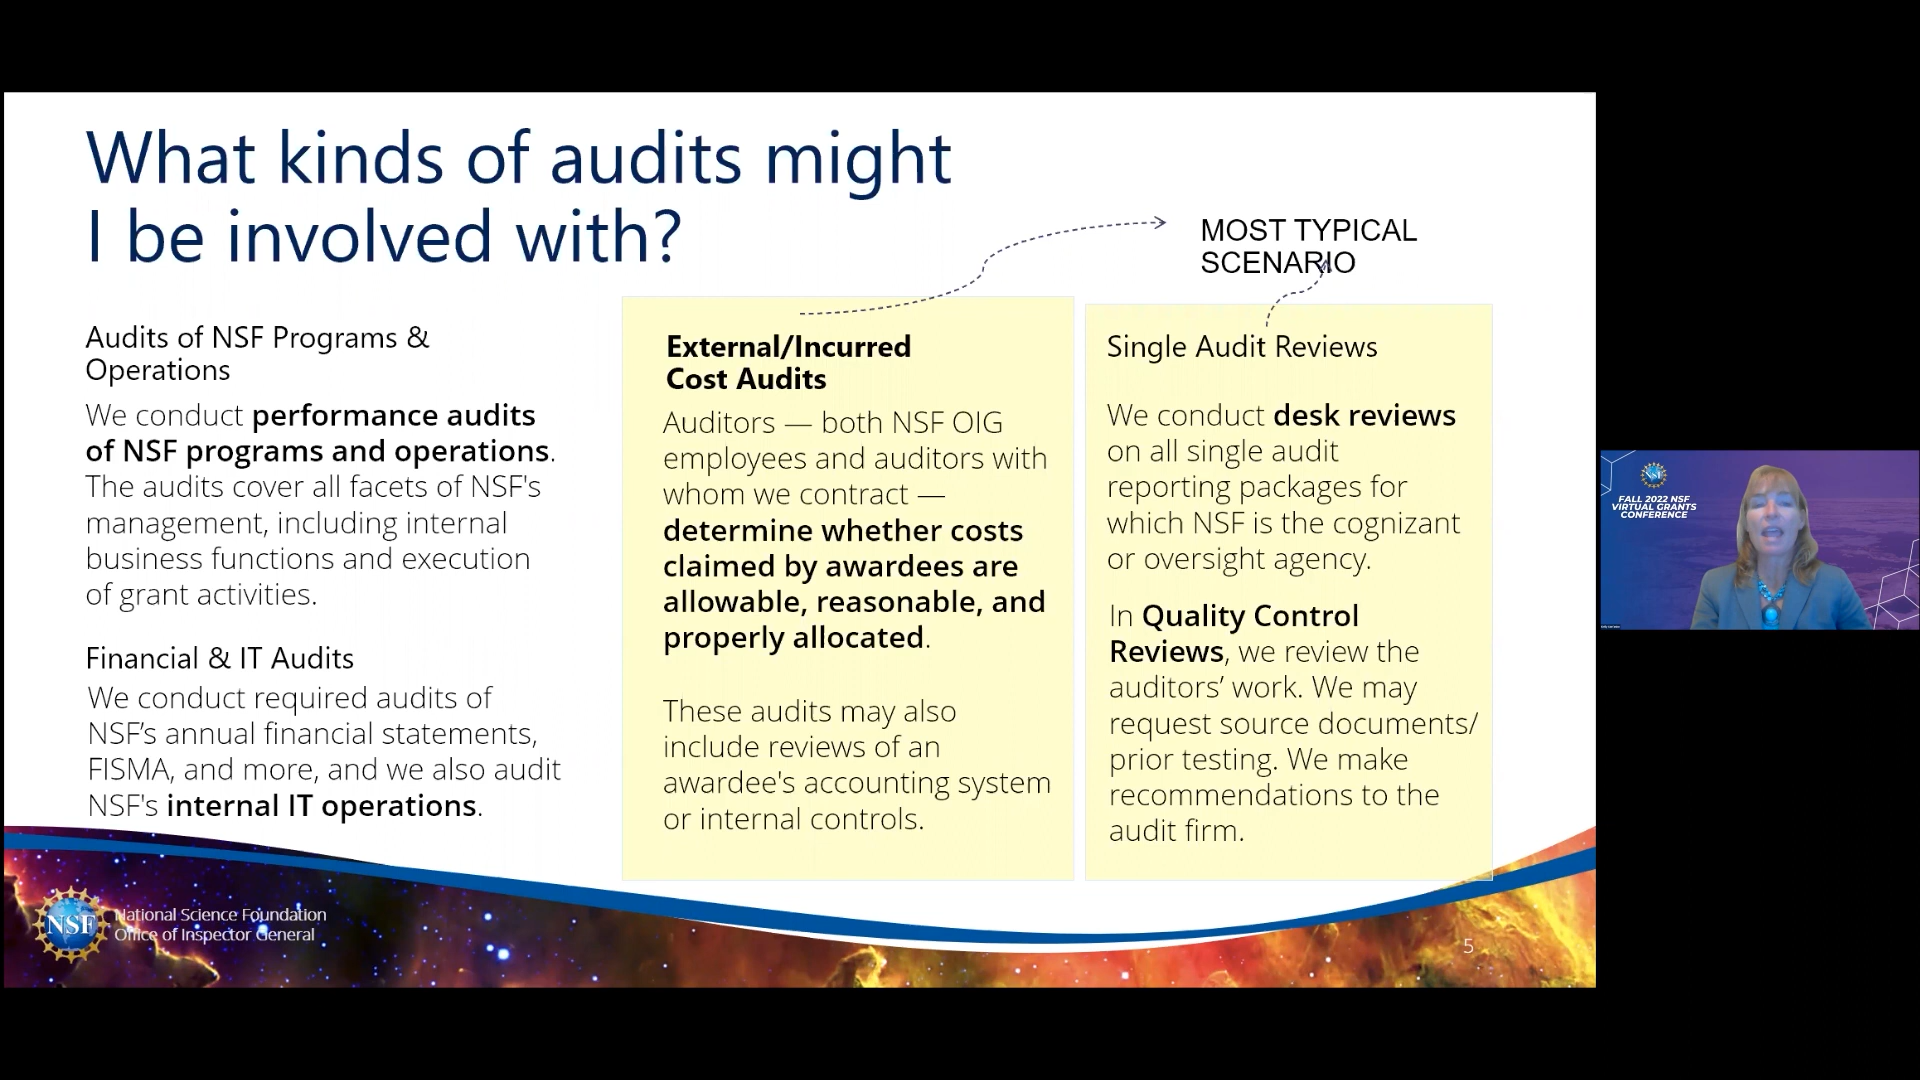 What kinds of audits might
I be involved with?
MOST TYPICAL
SCENARIO
Audits of NSF Programs &
Operations
We conduct performance audits
of NSF programs and operations.
The audits cover all facets of NSF's
management, including internal
business functions and execution
of grant activities.
Financial & IT Audits
We conduct required audits of
NSF’s annual financial statements,
FISMA, and more, and we also audit
NSF's internal IT operations.
External/Incurred
Cost Audits
Auditors — both NSF OIG
employees and auditors with
whom we contract —
determine whether costs
claimed by awardees are
allowable, reasonable, and
properly allocated.
These audits may also
include reviews of an
awardee's accounting system
or internal controls.
Single Audit Reviews
We conduct desk reviews
on all single audit
reporting packages for
which NSF is the cognizant
or oversight agency.
In Quality Control
Reviews, we review the
auditors’ work. We may
request source documents/
prior testing. We make
recommendations to the
audit firm.
NSF
National Science Foundation
Office of Inspector General
5
NSF
FALL 2022 NSF
VIRTUAL GRANTS
CONFERENCE